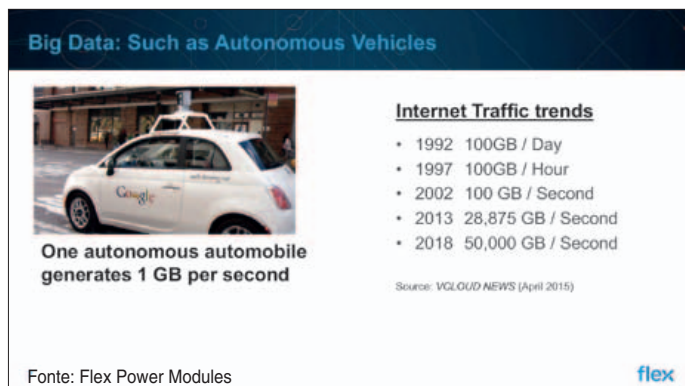 Big Data: Such as Autonomous Vehicles
Google
One autonomous automobile
generates 1 GB per second
Internet Traffic trends
• 1992 100GB / Day
• 1997 100GB / Hour
• 2002 100 GB / Second
• 2013 28,875 GB / Second
• 2018 50,000 GB / Second
Source: VCLOUD NEWS (April 2015)
Fonte: Flex Power Modules
flex